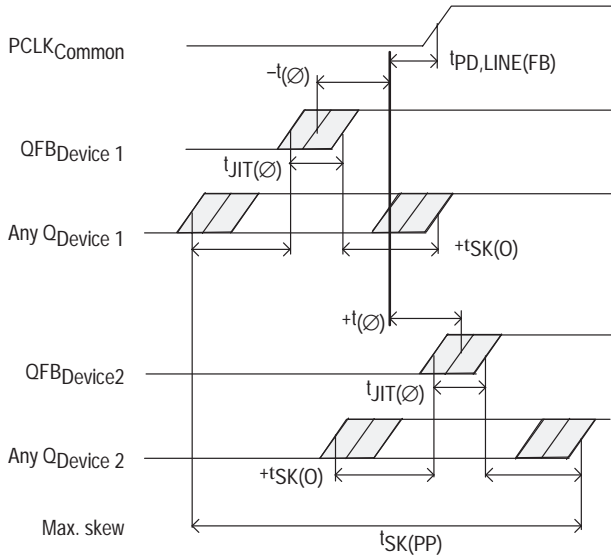 PCLKCommon
tPD,LINE(FB)
–t(∅)
QFBDevice 1
tJIT(∅)
Any QDevice 1
+tSK(O)
+t(∅)
QFBDevice2
tJIT(∅)
Any QDevice 2
+tSK(O)
Max. skew
tSK(PP)